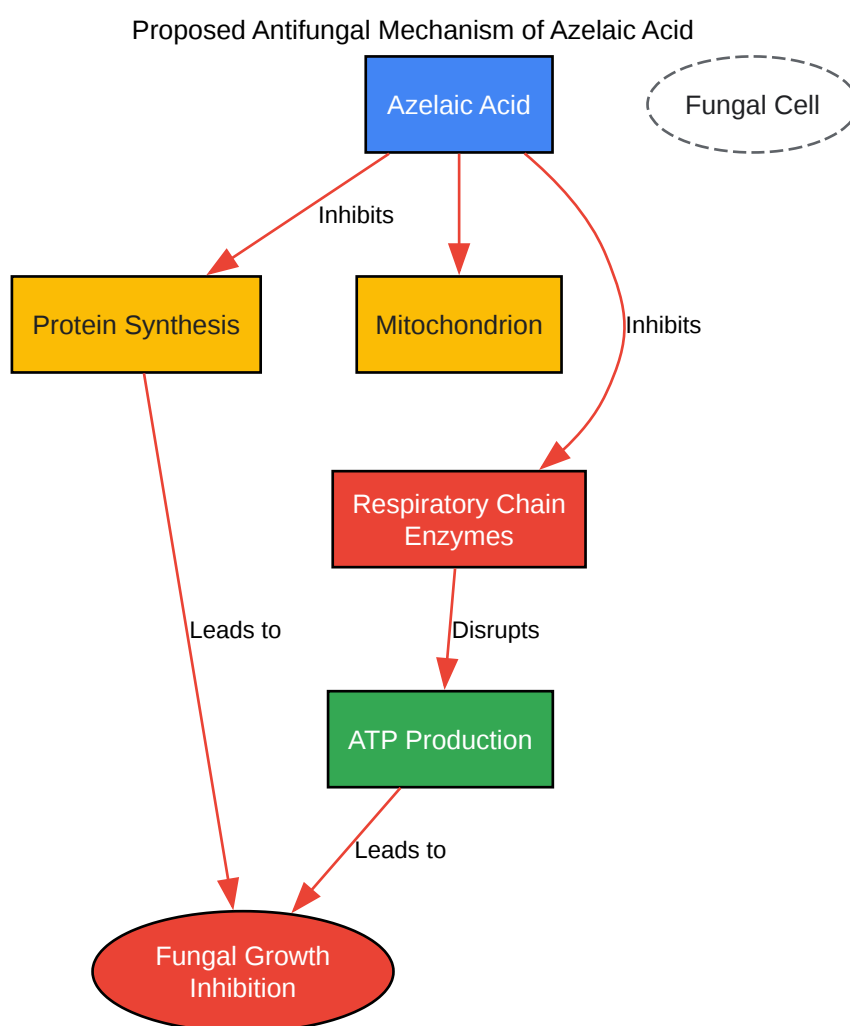 Proposed Antifungal Mechanism of Azelaic Acid
Azelaic Acid
Fungal Cell
Inhibits
Protein Synthesis
Mitochondrion
Inhibits
Respiratory Chain
Enzymes
Leads to
Disrupts
ATP Production
Leads to
Fungal Growth
Inhibition